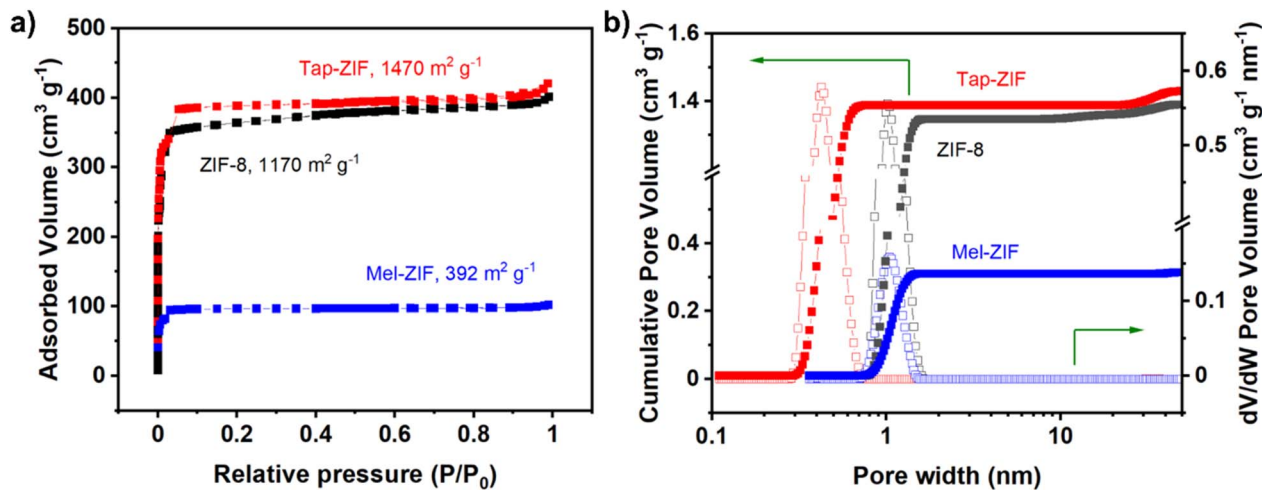 a)
Adsorbed Volume (cm³ g⁻¹)
500
400
300
200
100
0
Tap-ZIF, 1470 m² g⁻¹
ZIF-8, 1170 m² g⁻¹
Mel-ZIF, 392 m² g⁻¹
0 0.2 0.4 0.6 0.8 1
Relative pressure (P/P₀)
b)
Cumulative Pore Volume (cm³ g⁻¹)
1.6
1.4
0.4
0.3
0.2
0.1
0
Tap-ZIF
ZIF-8
Mel-ZIF
0.6
0.5
0.1
0
dV/dW Pore Volume (cm³ g⁻¹ nm⁻¹)
0.1 1 10
Pore width (nm)